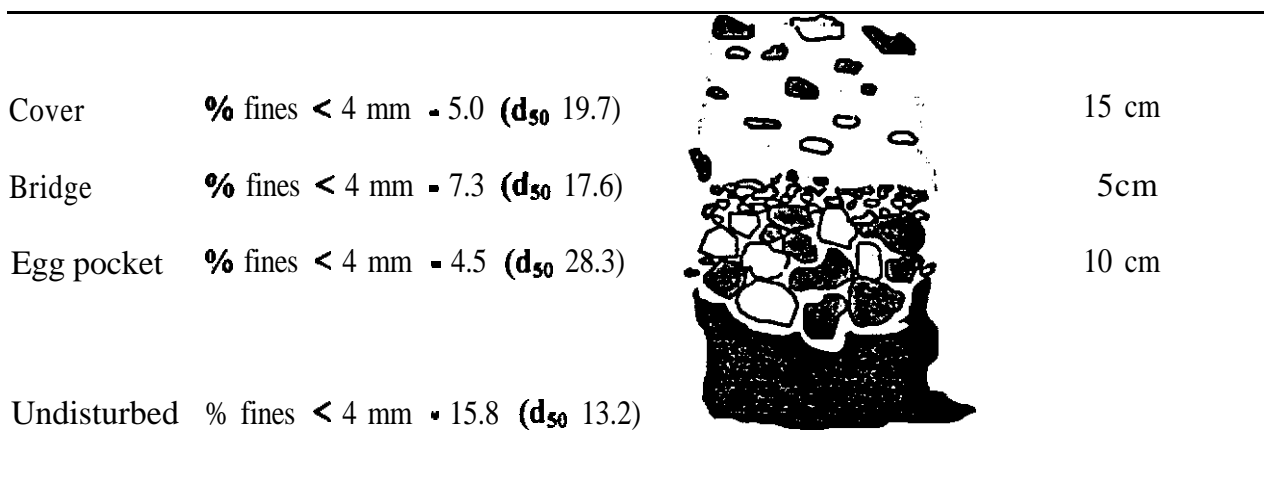 Cover % fines < 4 mm - 5.0 (d50 19.7) 15 cm
Bridge % fines < 4 mm - 7.3 (d50 17.6) 5cm
Egg pocket % fines < 4 mm - 4.5 (d50 28.3) 10 cm
Undisturbed % fines < 4 mm - 15.8 (d50 13.2)